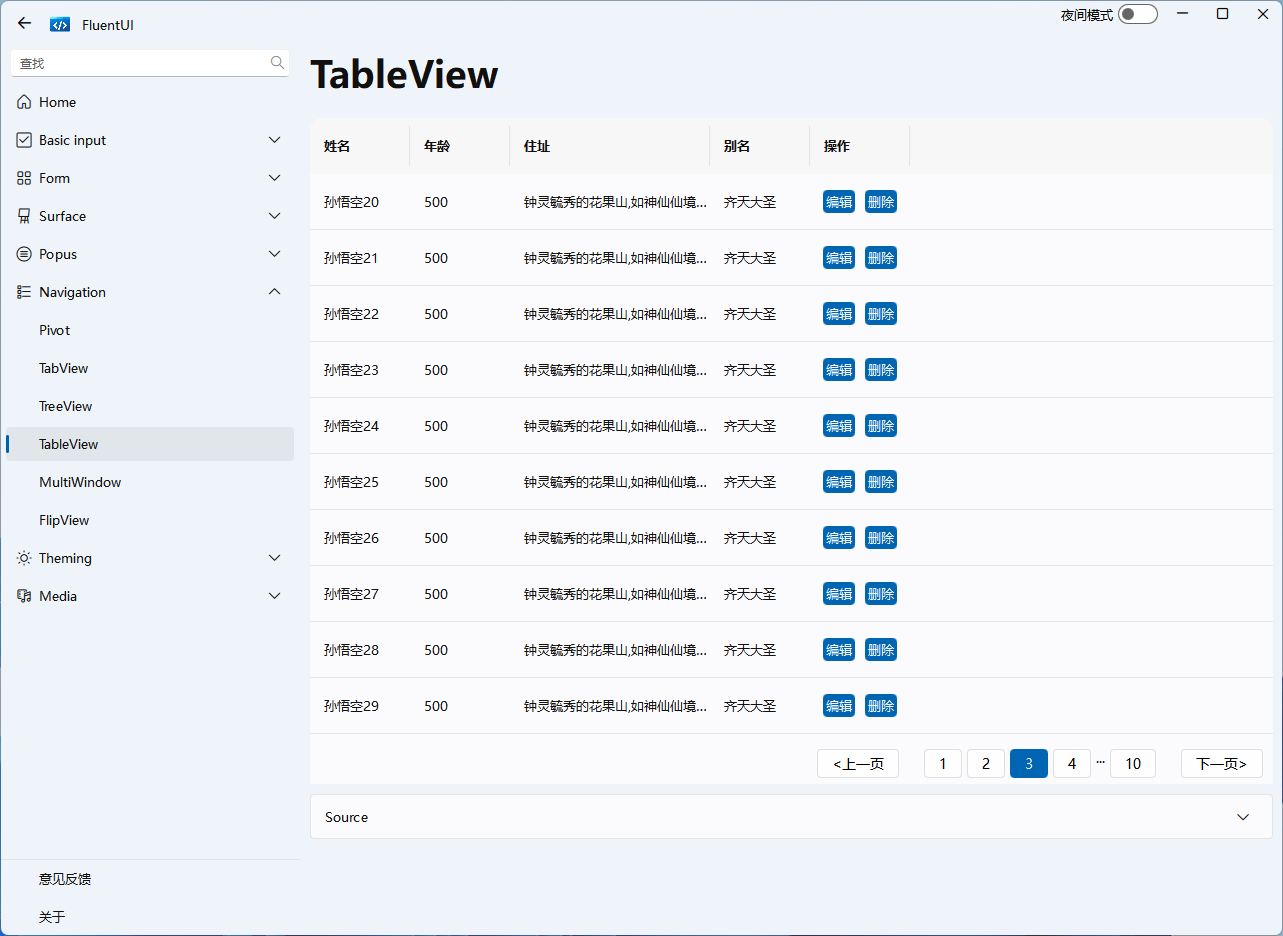 FluentUI
夜间模式
查找
Home
Basic input
Form
Surface
Popus
Navigation
Pivot
TabView
TreeView
TableView
MultiWindow
FlipView
Theming
Media
意见反馈
关于
TableView
姓名 年龄 住址 别名 操作
孙悟空20 500 钟灵毓秀的花果山,如神仙仙境... 齐天大圣 编辑 删除
孙悟空21 500 钟灵毓秀的花果山,如神仙仙境... 齐天大圣 编辑 删除
孙悟空22 500 钟灵毓秀的花果山,如神仙仙境... 齐天大圣 编辑 删除
孙悟空23 500 钟灵毓秀的花果山,如神仙仙境... 齐天大圣 编辑 删除
孙悟空24 500 钟灵毓秀的花果山,如神仙仙境... 齐天大圣 编辑 删除
孙悟空25 500 钟灵毓秀的花果山,如神仙仙境... 齐天大圣 编辑 删除
孙悟空26 500 钟灵毓秀的花果山,如神仙仙境... 齐天大圣 编辑 删除
孙悟空27 500 钟灵毓秀的花果山,如神仙仙境... 齐天大圣 编辑 删除
孙悟空28 500 钟灵毓秀的花果山,如神仙仙境... 齐天大圣 编辑 删除
孙悟空29 500 钟灵毓秀的花果山,如神仙仙境... 齐天大圣 编辑 删除
<上一页 1 2 3 4 ... 10 下一页>
Source